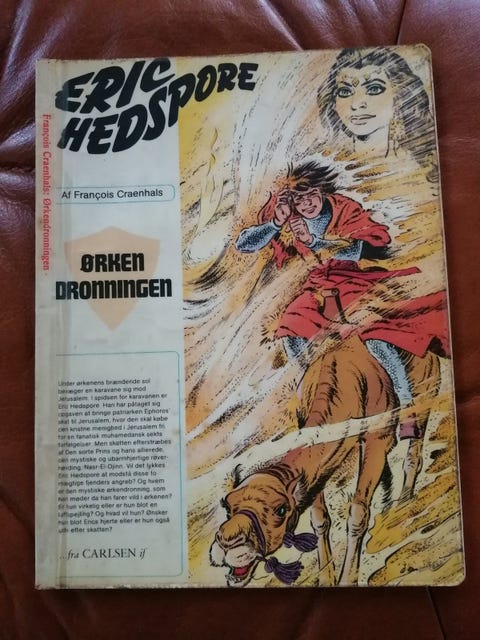 ERIC
HEDSPORE
François Craenhals: Ørkendronningen
Af François Craenhals
ØRKEN
DRONNINGEN
Under ørkenens brændende sol
bevæger en karavane sig mod
Jerusalem. I spidsen for karavanen er
Eric Hedspore. Han har påtaget sig
opgaven at bringe patriarken Ephoros'
skat til Jerusalem, hvor den skal købe
den kristne menighed i Jerusalem fri
for en fanatisk muhamedansk sekts
forfølgelser. Men skatten efterstræbes
af Den sorte Prins og hans allierede,
den mystiske og ubarmhjertige røver-
høvding, Nasr-El-Djinn. Vil det lykkes
Eric Hedspore at modstå disse to
mægtige fjenders angreb? Og hvem
er den mystiske ørkendronning, som
han møder da han farer vild i ørkenen?
Er hun virkelig eller er hun blot en
luftspejling? Og hvad vil hun? Ønsker
hun blot Erics hjerte eller er hun også
ude efter skatten?
...fra CARLSEN if